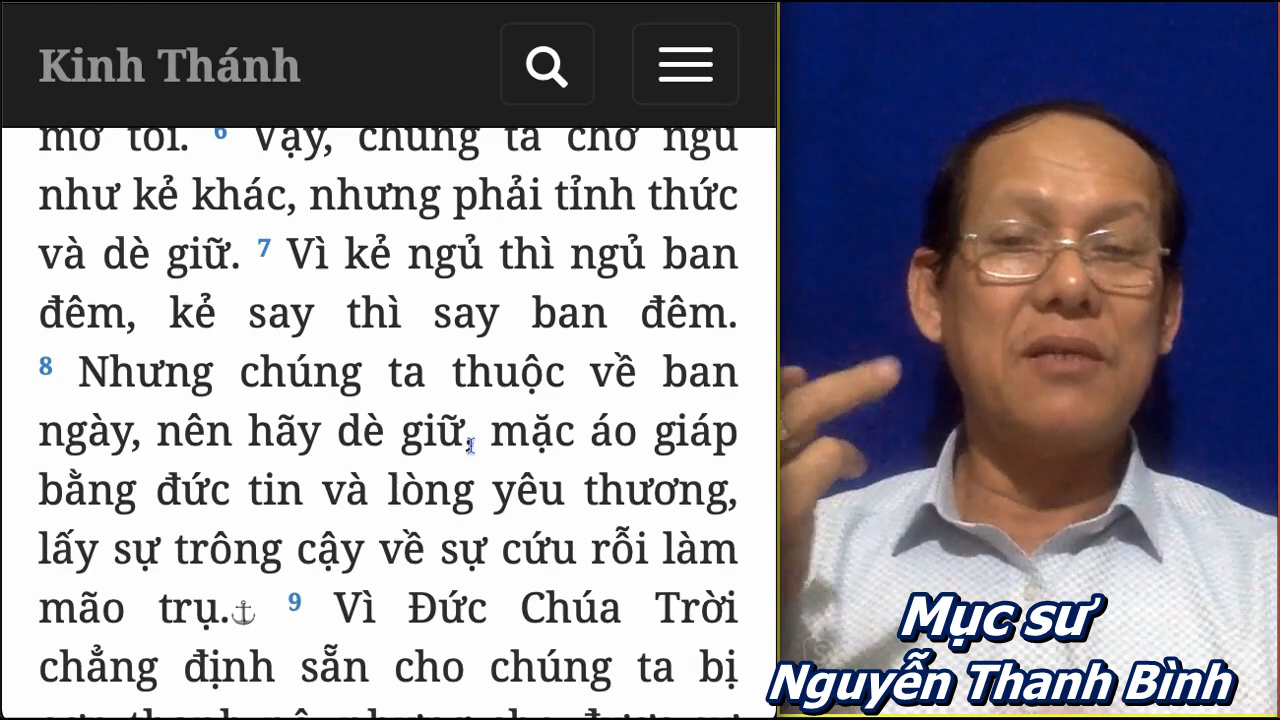 Kinh Thánh
mờ tối. 6 Vậy, chúng ta chớ ngủ
như kẻ khác, nhưng phải tỉnh thức
và dè giữ. 7 Vì kẻ ngủ thì ngủ ban
đêm, kẻ say thì say ban đêm.
8 Nhưng chúng ta thuộc về ban
ngày, nên hãy dè giữ, mặc áo giáp
bằng đức tin và lòng yêu thương,
lấy sự trông cậy về sự cứu rỗi làm
mão trụ.⚓ 9 Vì Đức Chúa Trời
chẳng định sẵn cho chúng ta bị
Mục sư
Nguyễn Thanh Bình